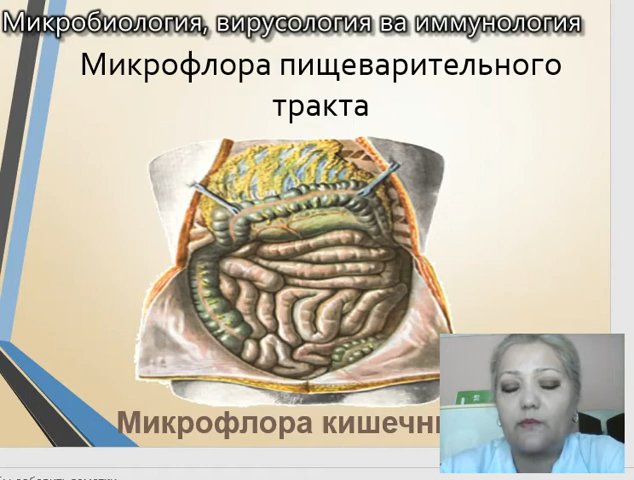 Микробиология, вирусология ва иммунология
Микрофлора пищеварительного
тракта
Микрофлора кишечн